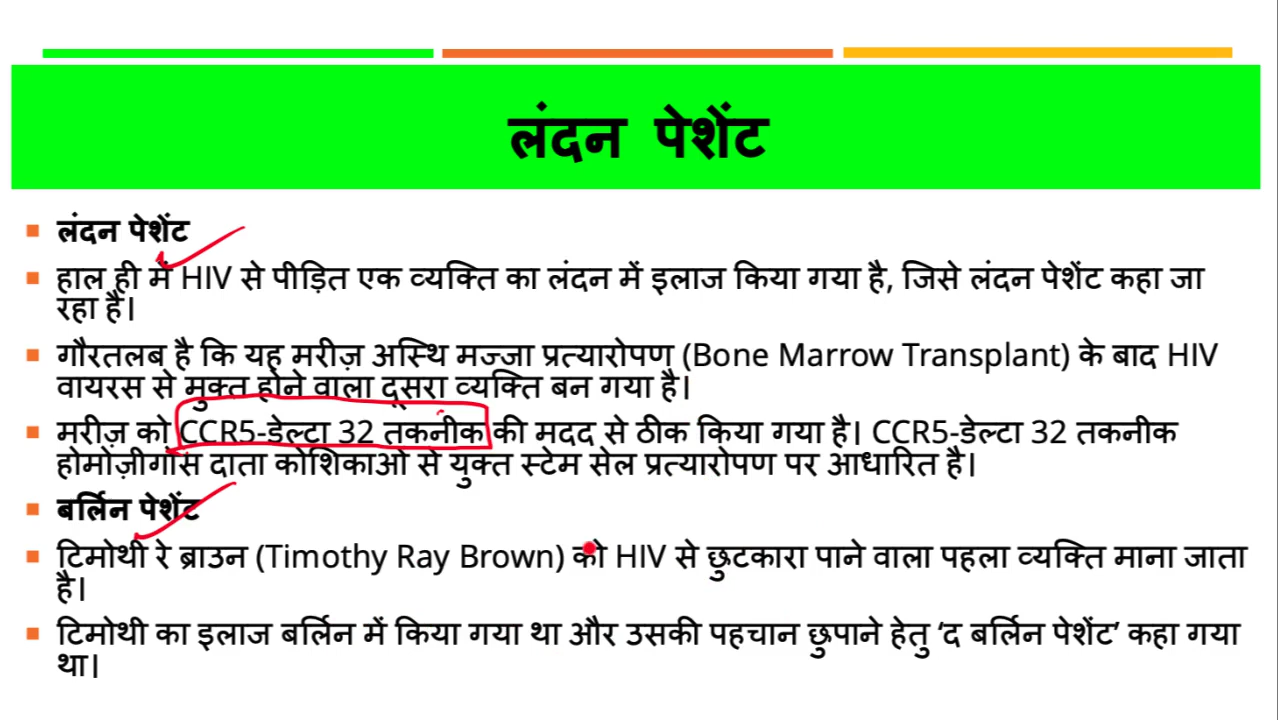 लंदन पेशेंट
लंदन पेशेंट
हाल ही में HIV से पीड़ित एक व्यक्ति का लंदन में इलाज किया गया है, जिसे लंदन पेशेंट कहा जा
रहा है।
गौरतलब है कि यह मरीज़ अस्थि मज्जा प्रत्यारोपण (Bone Marrow Transplant) के बाद HIV
वायरस से मुक्त होने वाला दूसरा व्यक्ति बन गया है।
मरीज़ को CCR5-डेल्टा 32 तकनीक की मदद से ठीक किया गया है। CCR5-डेल्टा 32 तकनीक
होमोज़ीगोस दाता कोशिकाओं से युक्त स्टेम सेल प्रत्यारोपण पर आधारित है।
बर्लिन पेशेंट
टिमोथी रे ब्राउन (Timothy Ray Brown) को HIV से छुटकारा पाने वाला पहला व्यक्ति माना जाता
है।
टिमोथी का इलाज बर्लिन में किया गया था और उसकी पहचान छुपाने हेतु ‘द बर्लिन पेशेंट’ कहा गया
था।